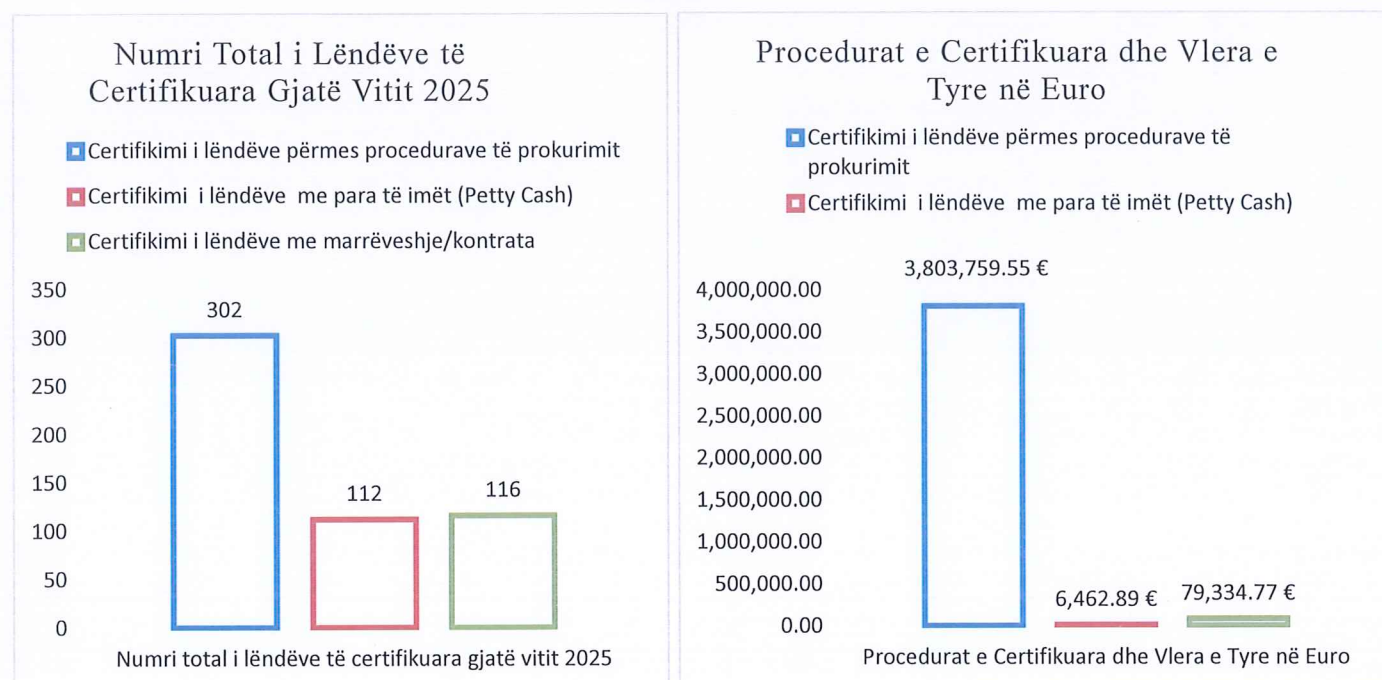 Numri Total i Lëndëve të
Certifikuara Gjatë Vitit 2025
Certifikimi i lëndëve përmes procedurave të prokurimit
Certifikimi i lëndëve me para të imët (Petty Cash)
Certifikimi i lëndëve me marrëveshje/kontrata
350
300
250
200
150
100
50
0
302
112
116
Numri total i lëndëve të certifikuara gjatë vitit 2025
Procedurat e Certifikuara dhe Vlera e
Tyre në Euro
Certifikimi i lëndëve përmes procedurave të
prokurimit
Certifikimi i lëndëve me para të imët (Petty Cash)
4,000,000.00
3,500,000.00
3,000,000.00
2,500,000.00
2,000,000.00
1,500,000.00
1,000,000.00
500,000.00
0.00
3,803,759.55 €
6,462.89 €
79,334.77 €
Procedurat e Certifikuara dhe Vlera e Tyre në Euro